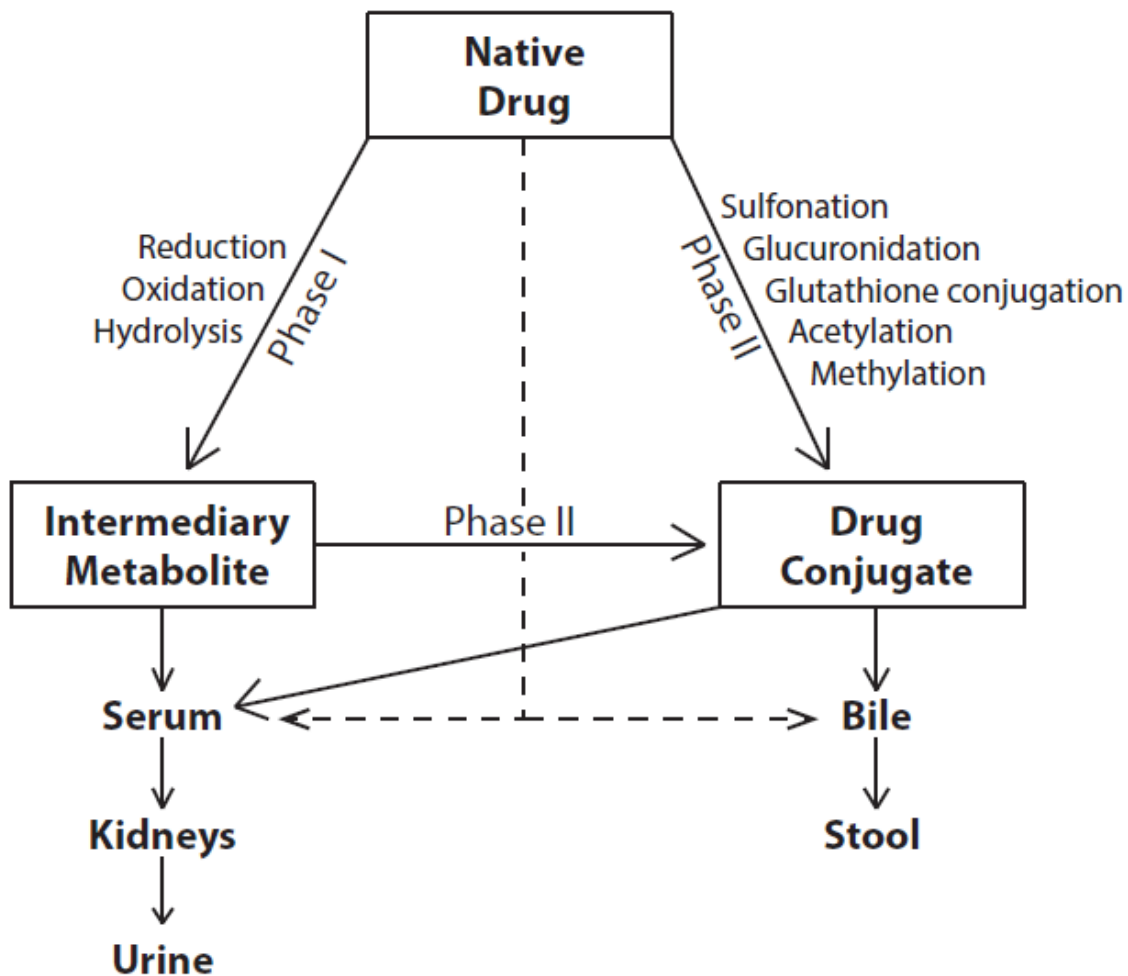 Native
Drug
Reduction
Oxidation
Hydrolysis
Phase I
Sulfonation
Glucuronidation
Glutathione conjugation
Acetylation
Methylation
Phase II
Intermediary
Metabolite
Phase II
Drug
Conjugate
Serum
Bile
Kidneys
Stool
Urine